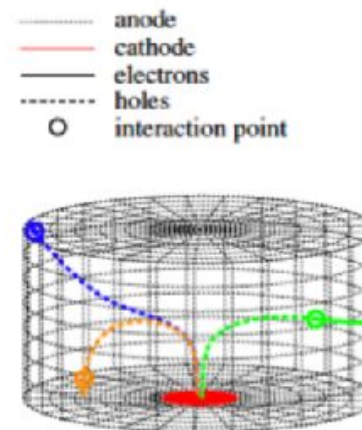 anode
cathode
electrons
holes
interaction point